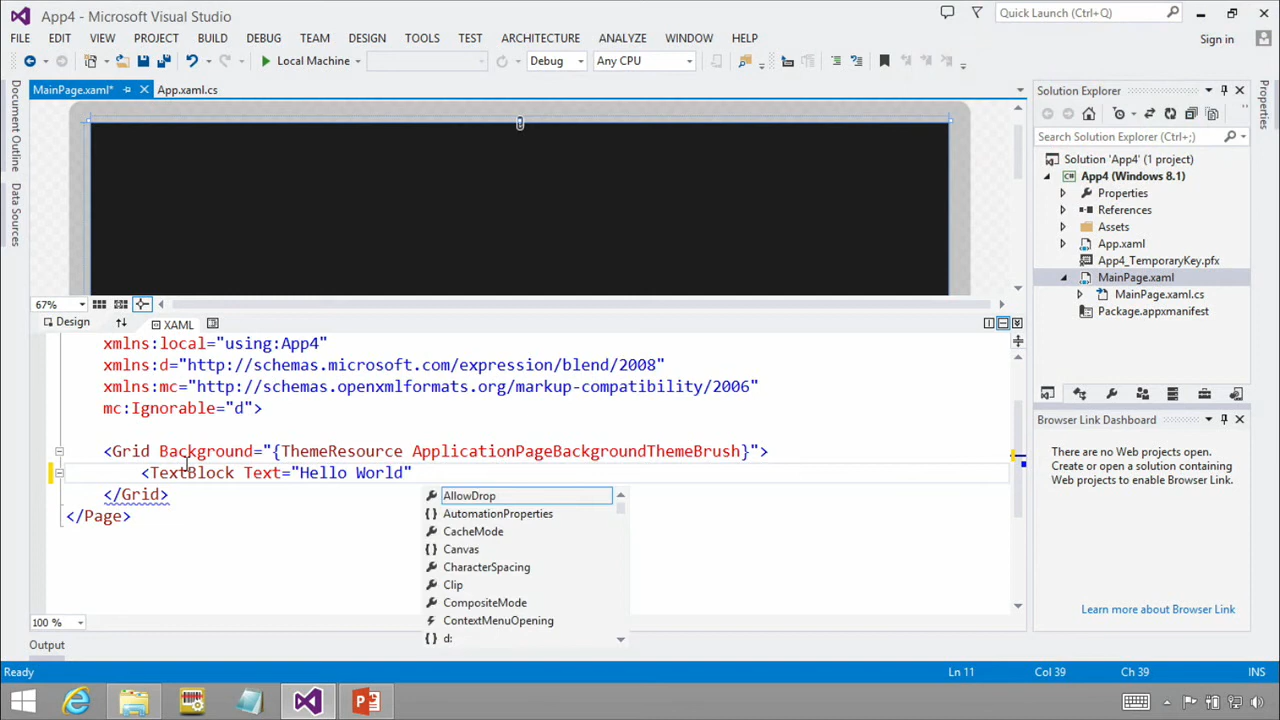 App4 - Microsoft Visual Studio
Quick Launch (Ctrl+Q)
FILE EDIT VIEW PROJECT BUILD DEBUG TEAM DESIGN TOOLS TEST ARCHITECTURE ANALYZE WINDOW HELP
Sign in
Local Machine Debug Any CPU
MainPage.xaml* App.xaml.cs
Document Outline
Data Sources
67%
Design XAML
xmlns:local="using:App4"
xmlns:d="http://schemas.microsoft.com/expression/blend/2008"
xmlns:mc="http://schemas.openxmlformats.org/markup-compatibility/2006"
mc:Ignorable="d">
<Grid Background="{ThemeResource ApplicationPageBackgroundThemeBrush}">
<TextBlock Text="Hello World"
</Grid>
</Page>
AllowDrop
AutomationProperties
CacheMode
Canvas
CharacterSpacing
Clip
CompositeMode
ContextMenuOpening
d:
100 %
Output
Solution Explorer
Search Solution Explorer (Ctrl+;)
Solution 'App4' (1 project)
App4 (Windows 8.1)
Properties
References
Assets
App.xaml
App4_TemporaryKey.pfx
MainPage.xaml
MainPage.xaml.cs
Package.appxmanifest
Browser Link Dashboard
There are no Web projects open.
Create or open a solution containing
Web projects to enable Browser Link.
Learn more about Browser Link
Properties
Ready Ln 11 Col 39 Ch 39 INS